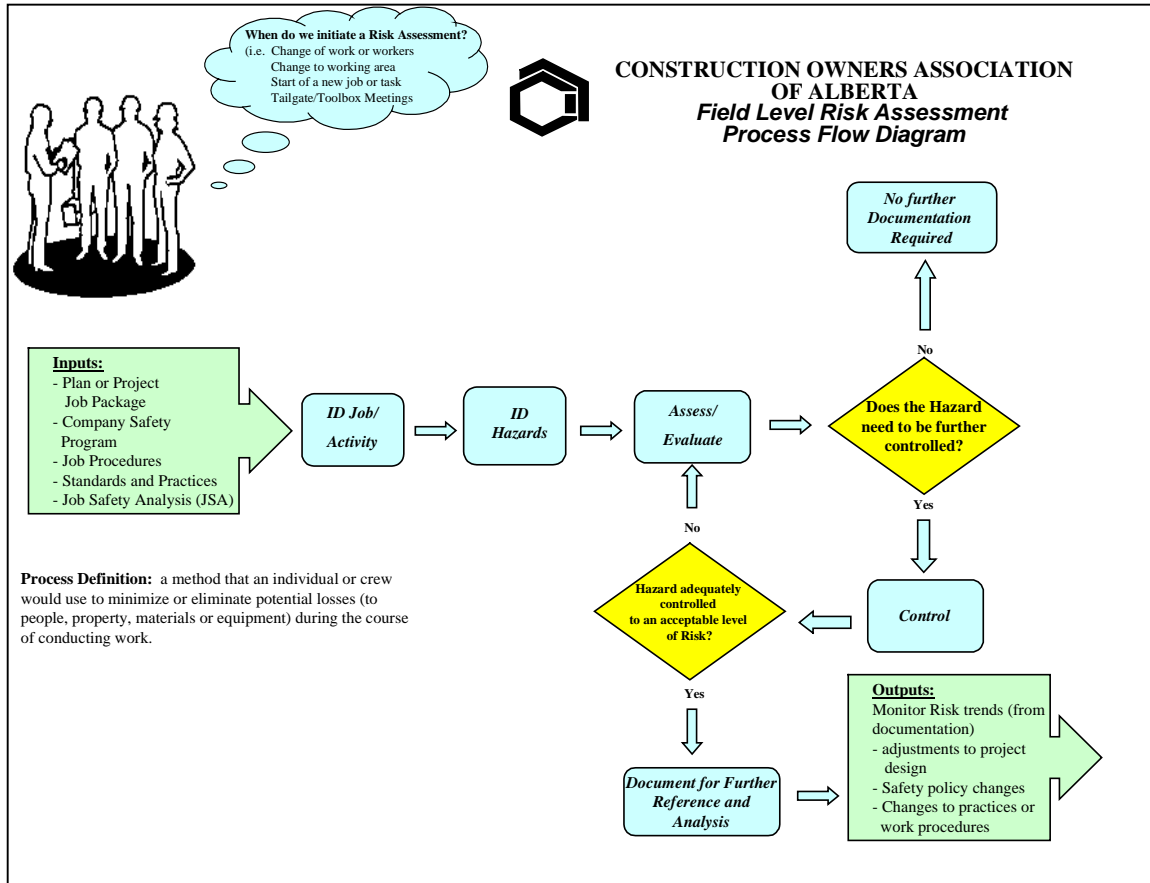 When do we initiate a Risk Assessment?
(i.e. Change of work or workers
Change to working area
Start of a new job or task
Tailgate/Toolbox Meetings
CONSTRUCTION OWNERS ASSOCIATION
OF ALBERTA
Field Level Risk Assessment
Process Flow Diagram
No further
Documentation
Required
No
Inputs:
- Plan or Project
Job Package
- Company Safety
Program
- Job Procedures
- Standards and Practices
- Job Safety Analysis (JSA)
ID Job/
Activity
ID
Hazards
Assess/
Evaluate
Does the Hazard
need to be further
controlled?
Yes
No
Process Definition: a method that an individual or crew
would use to minimize or eliminate potential losses (to
people, property, materials or equipment) during the course
of conducting work.
Hazard adequately
controlled
to an acceptable level
of Risk?
Control
Yes
Document for Further
Reference and
Analysis
Outputs:
Monitor Risk trends (from
documentation)
- adjustments to project
design
- Safety policy changes
- Changes to practices or
work procedures